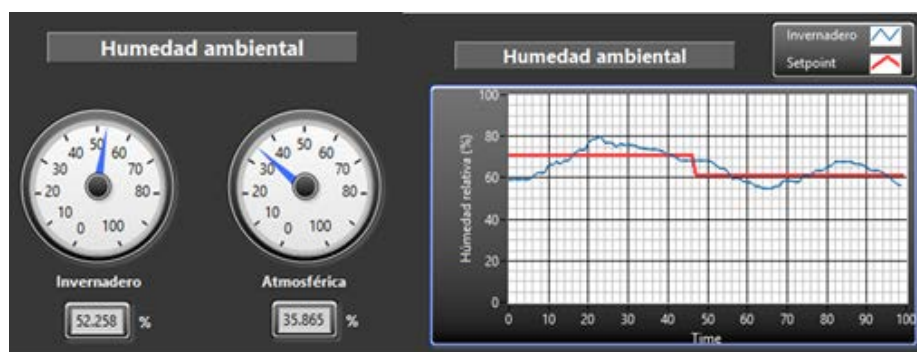 Humedad ambiental
0 10 20 30 40 50 60 70 80 100
Invernadero
52.258 %
0 10 20 30 40 50 60 70 80 100
Atmosférica
35.865 %
Humedad ambiental
Invernadero
Setpoint
Húmedad relativa (%)
100
80
60
40
20
0
0 10 20 30 40 50 60 70 80 90 100
Time